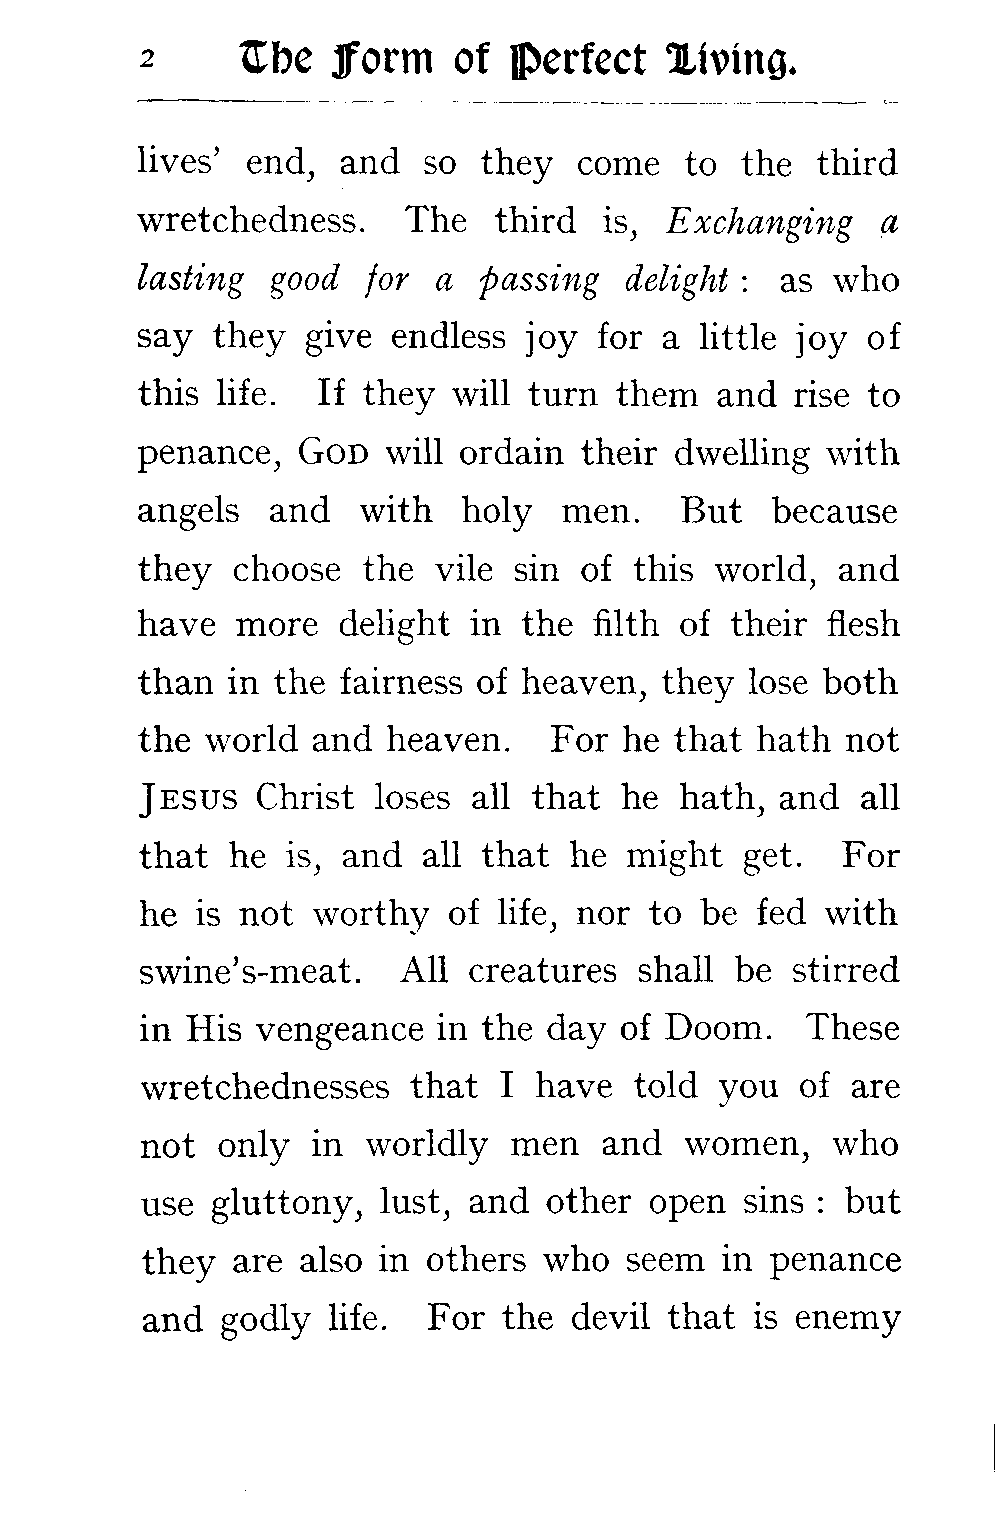 2 The Form of Perfect Living.
lives’ end, and so they come to the third
wretchedness. The third is, Exchanging a
lasting good for a passing delight : as who
say they give endless joy for a little joy of
this life. If they will turn them and rise to
penance, GOD will ordain their dwelling with
angels and with holy men. But because
they choose the vile sin of this world, and
have more delight in the filth of their flesh
than in the fairness of heaven, they lose both
the world and heaven. For he that hath not
JESUS Christ loses all that he hath, and all
that he is, and all that he might get. For
he is not worthy of life, nor to be fed with
swine’s-meat. All creatures shall be stirred
in His vengeance in the day of Doom. These
wretchednesses that I have told you of are
not only in worldly men and women, who
use gluttony, lust, and other open sins : but
they are also in others who seem in penance
and godly life. For the devil that is enemy